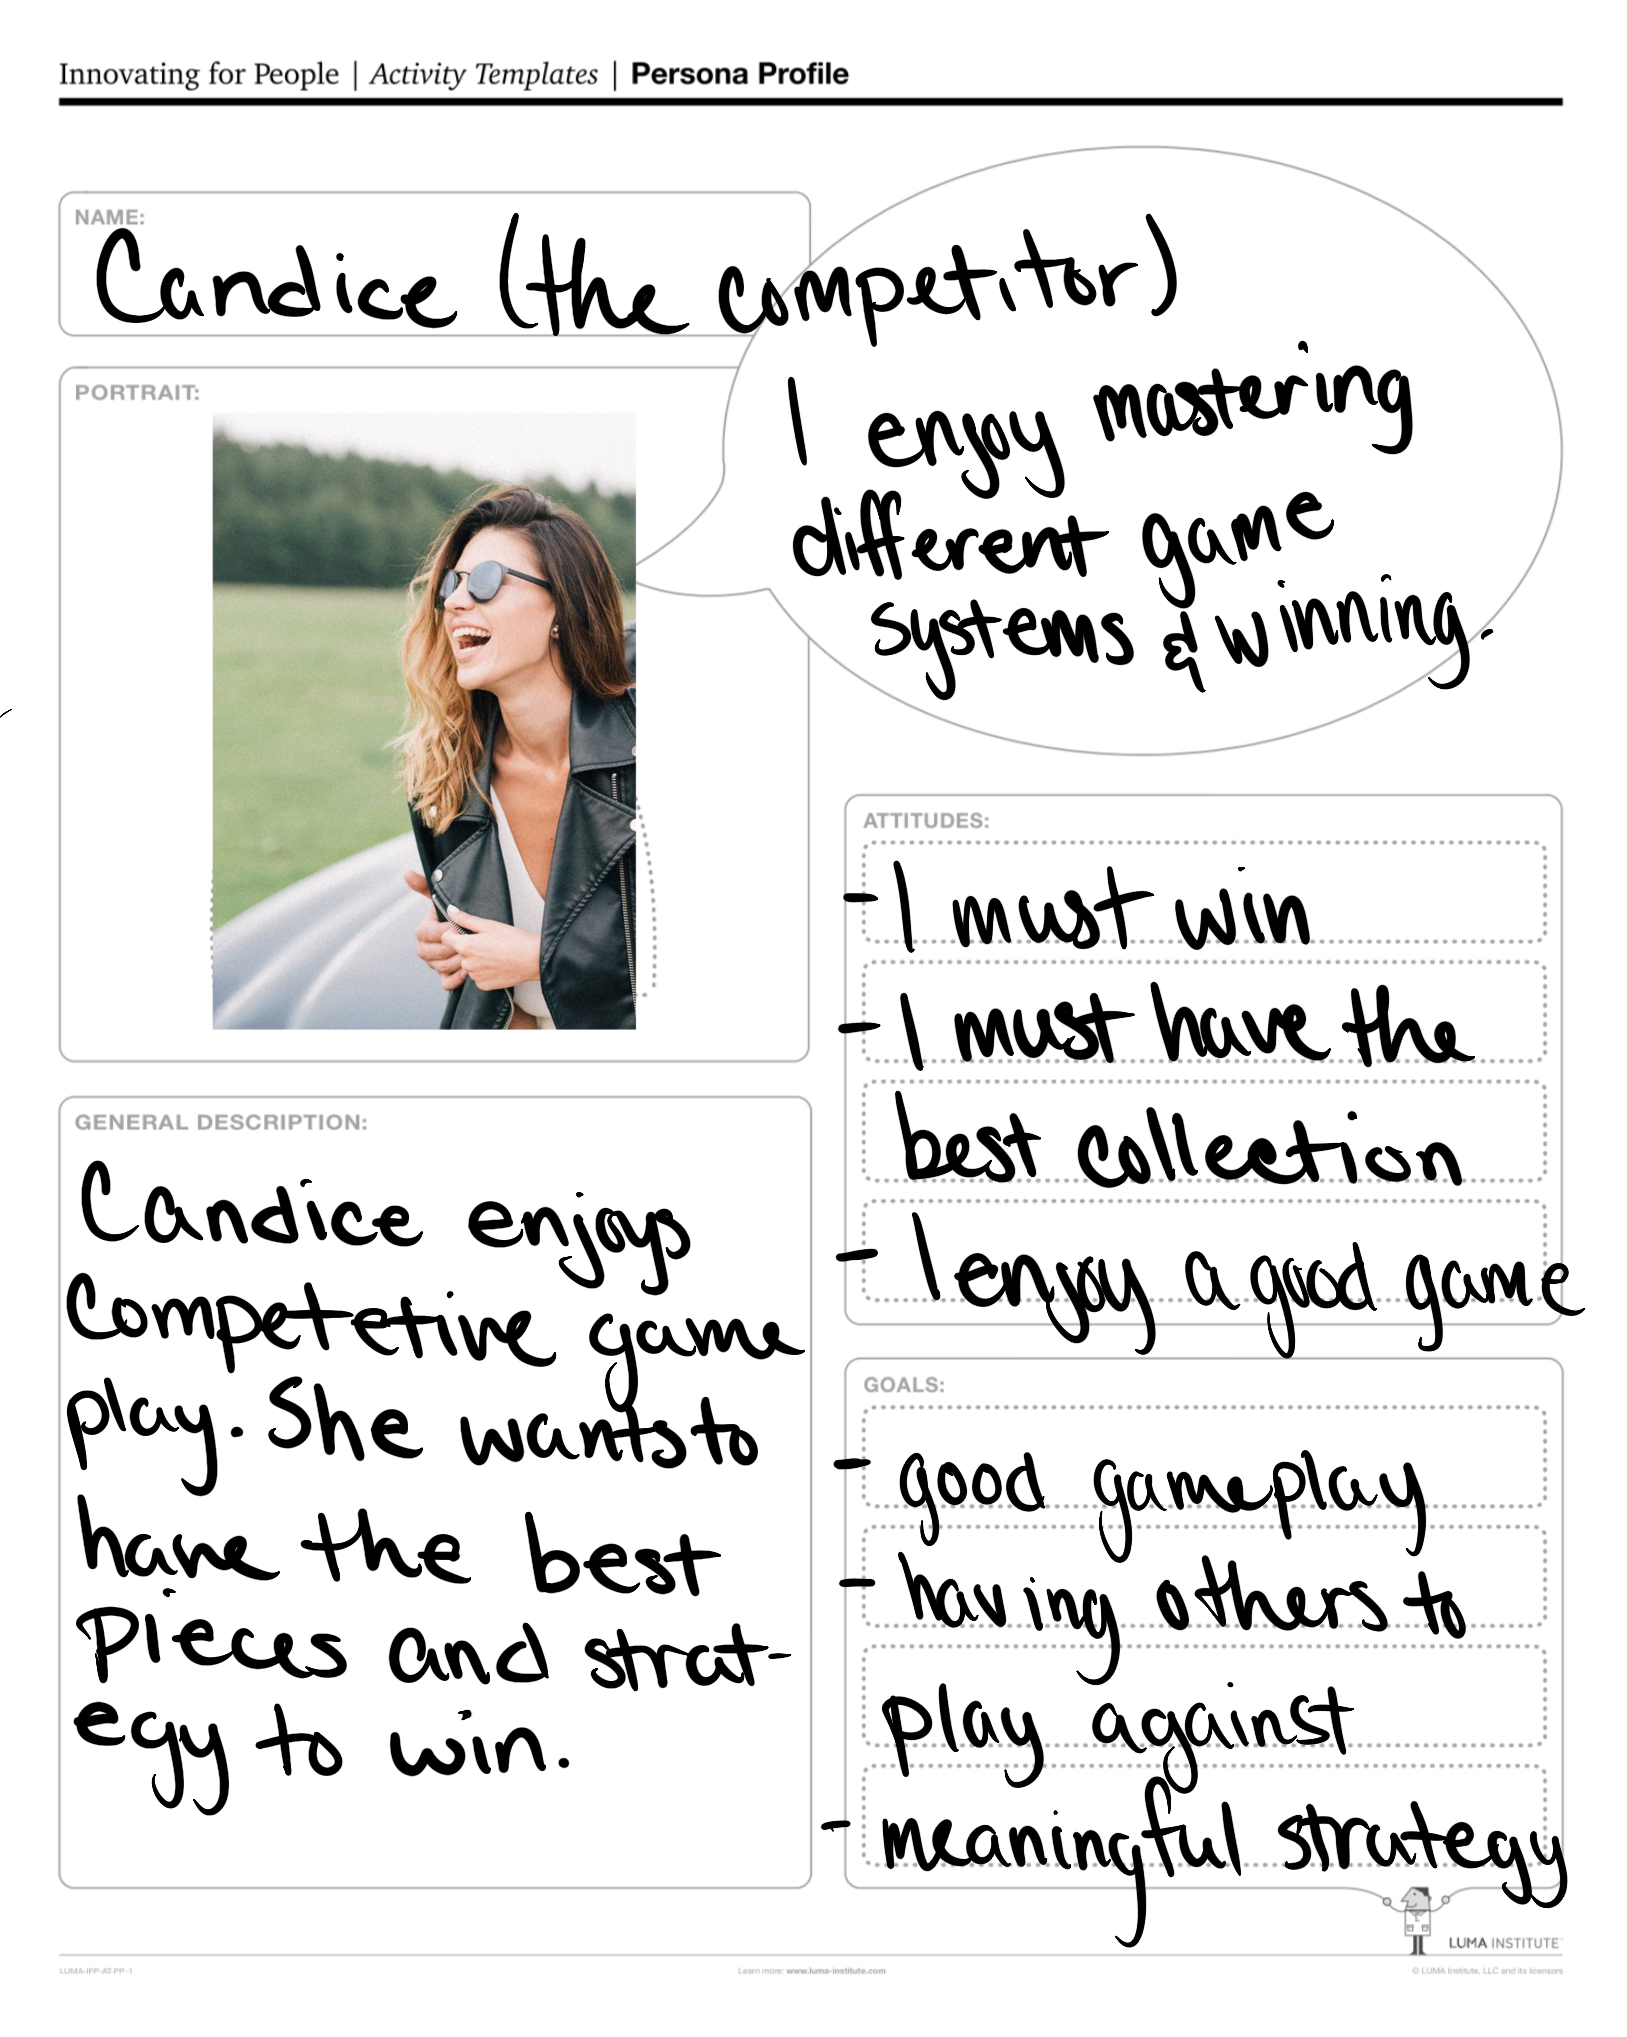 Innovating for People | Activity Templates | Persona Profile
NAME:
Candice (the competitor)
I enjoy mastering
different game
systems & winning.
PORTRAIT:
ATTITUDES:
- I must win
- I must have the
best collection
- I enjoy a good game
GENERAL DESCRIPTION:
Candice enjoys
Competetive game
play. She wants to
have the best
Pieces and strat-
egy to win.
GOALS:
- good gameplay
- having others to
play against
- meaningful strategy
LUMA INSTITUTE
LUMA-IFP-AT-PP-1
Learn more: www.luma-institute.com
© LUMA Institute, LLC and its licensors